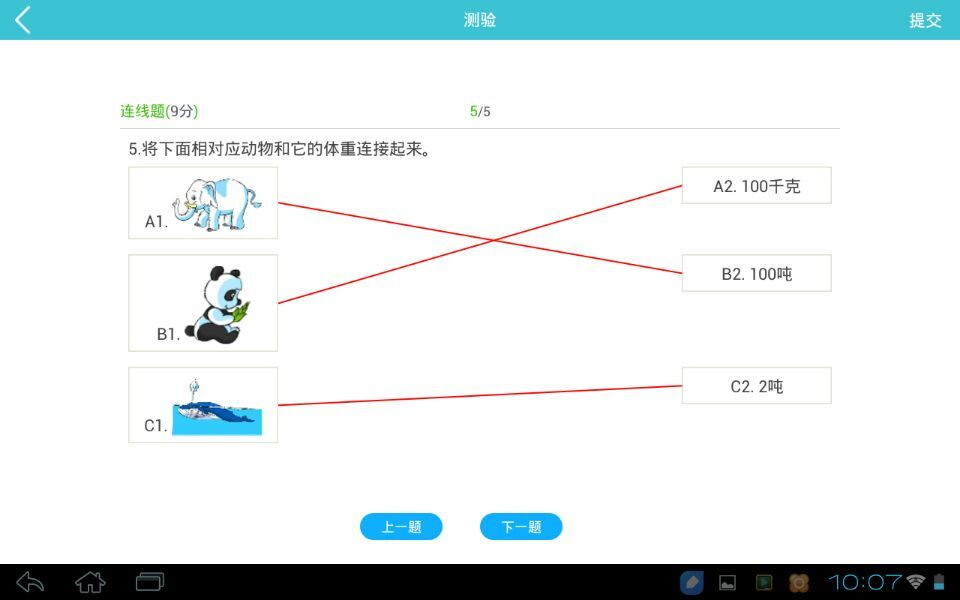 测验
提交
连线题(9分)
5/5
5.将下面相对应动物和它的体重连接起来。
A1.
A2. 100千克
B1.
B2. 100吨
C1.
C2. 2吨
上一题
下一题
10:07